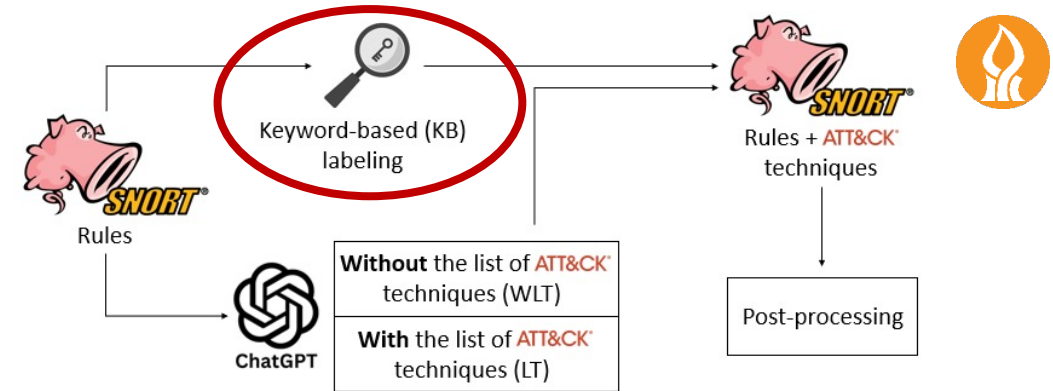 Keyword-based (KB)
labeling
SNORT®
Rules
ChatGPT
Without the list of ATT&CK®
techniques (WLT)
With the list of ATT&CK®
techniques (LT)
SNORT®
Rules + ATT&CK®
techniques
Post-processing